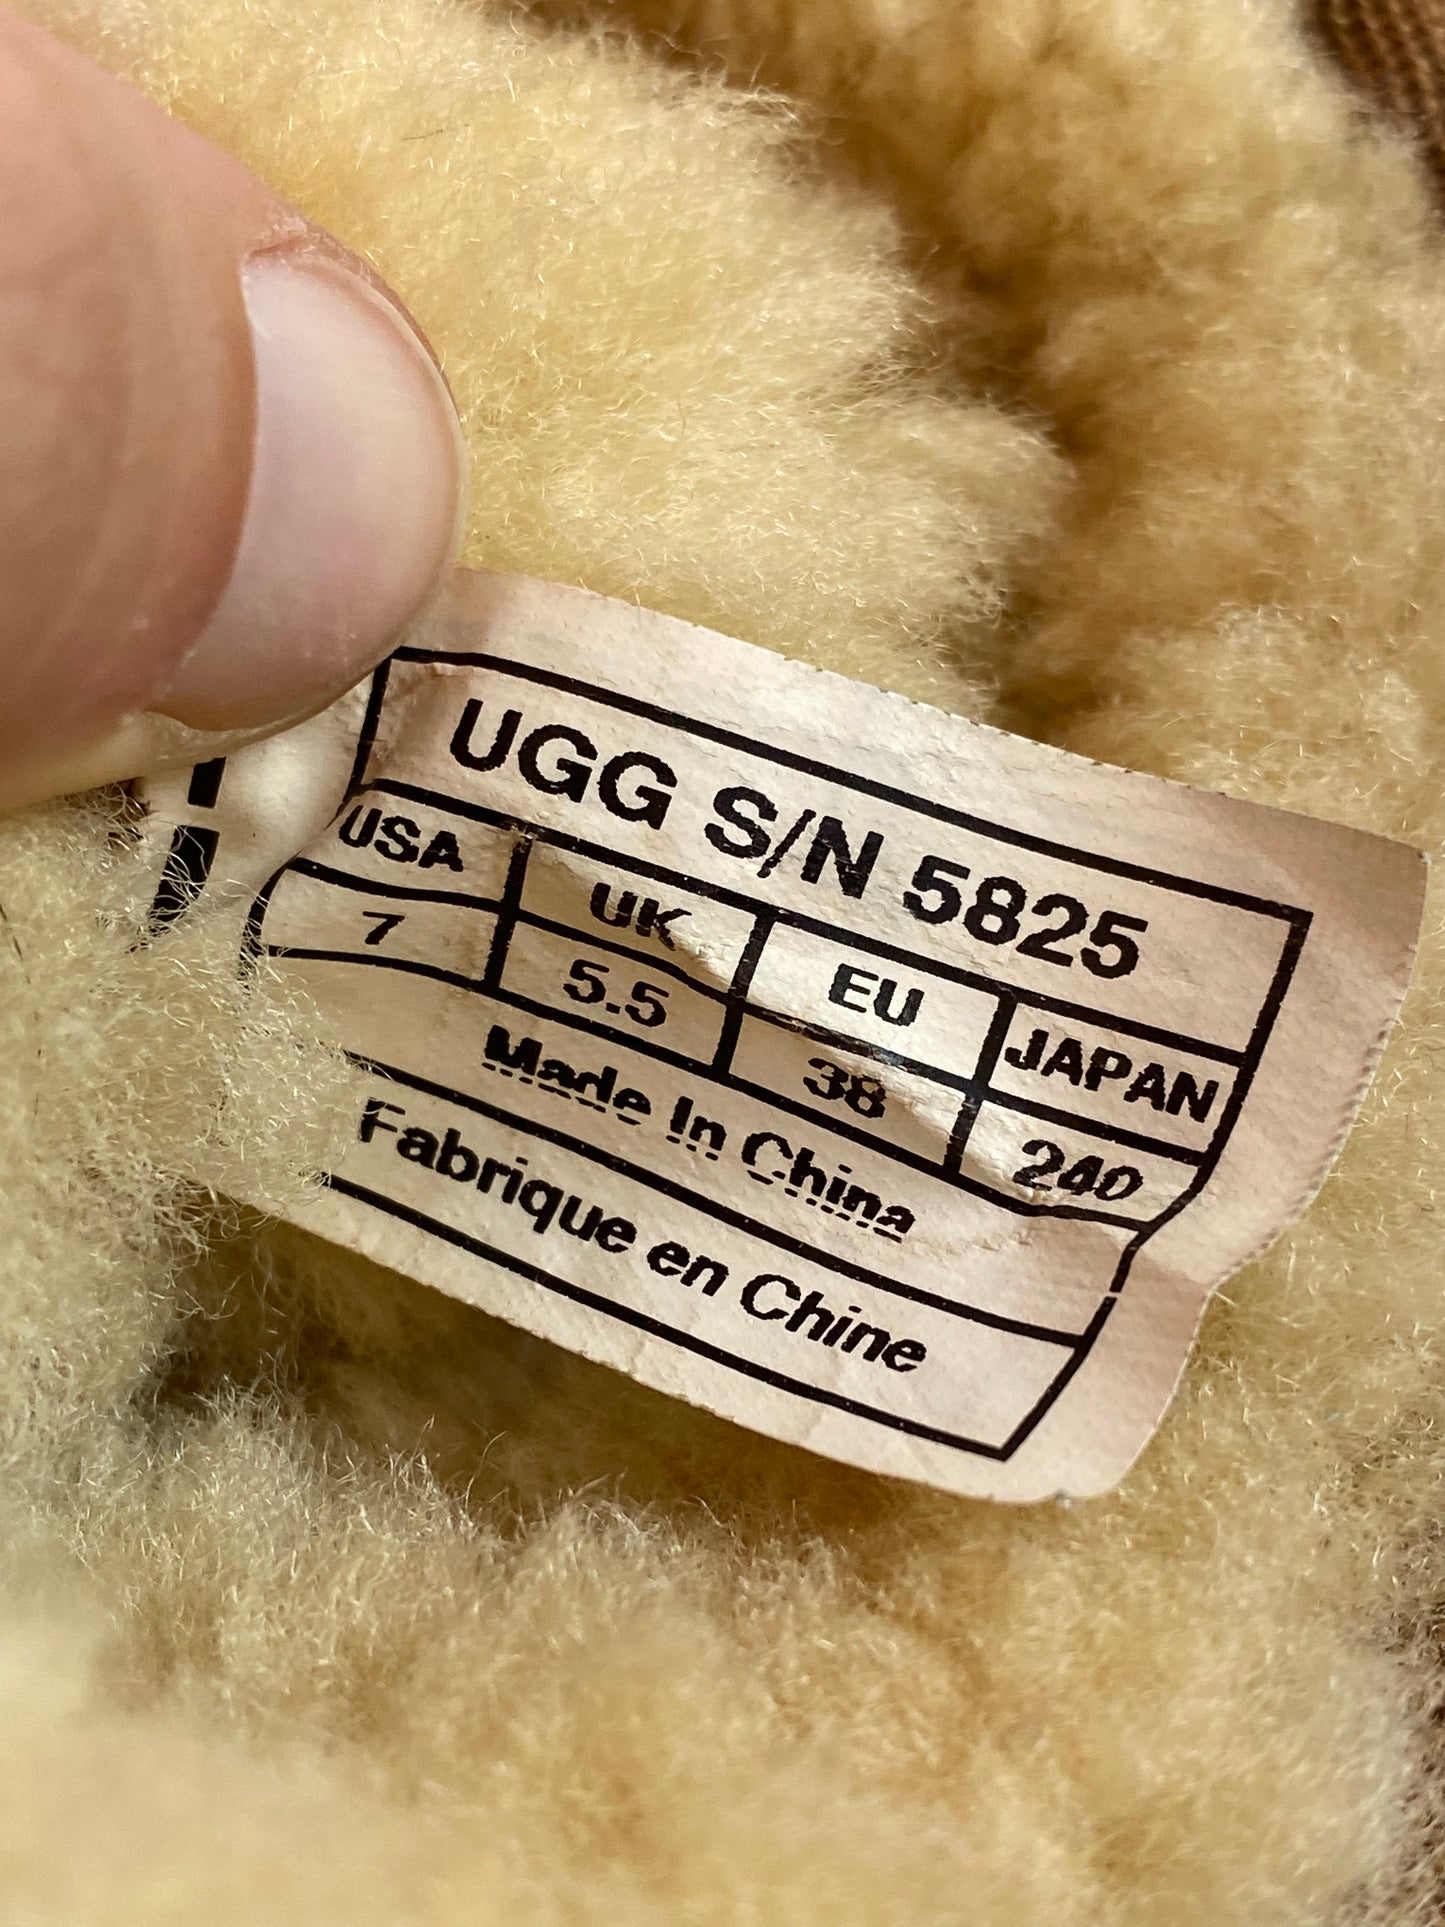 UGG S/N 5825
USA UK EU JAPAN
7 5.5 38 240
Made In China
Fabrique en Chine